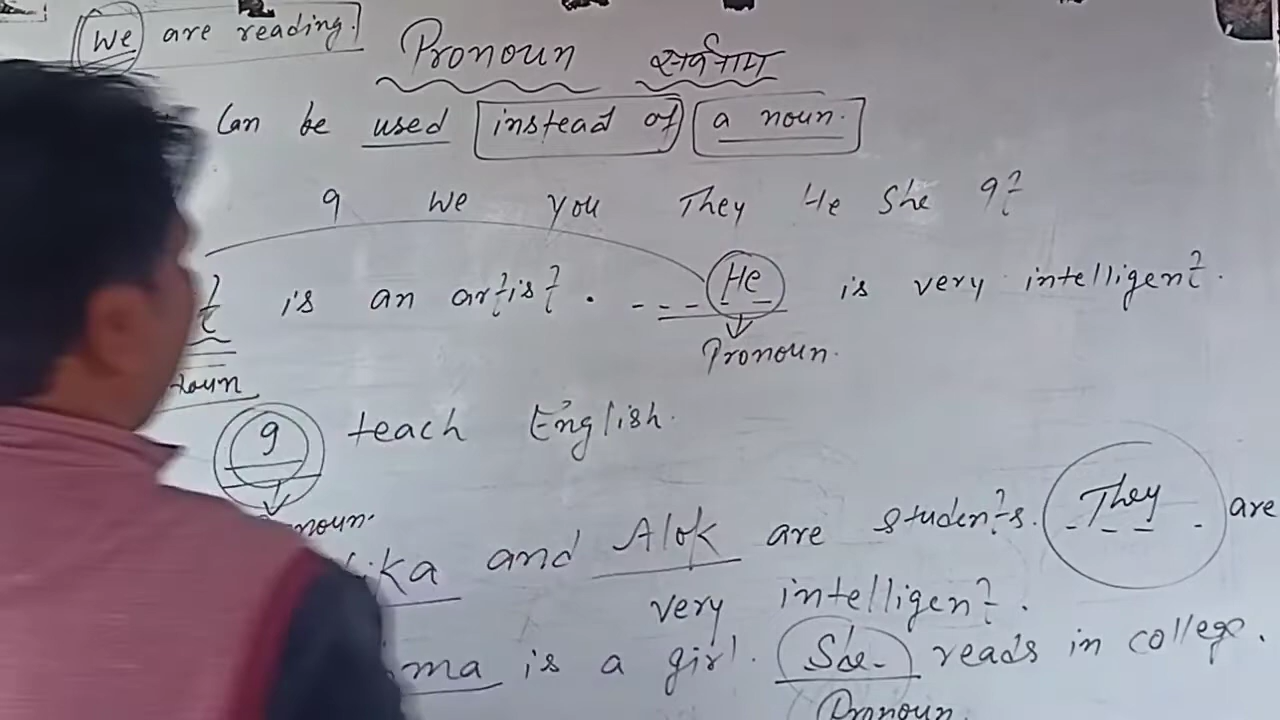 We are reading.
Pronoun सर्वनाम
Can be used instead of a noun.
I We You They He She It
is an artist. ---He-- is very intelligent.
Pronoun.
Noun
I teach English.
and Alok are students. They are
very intelligent.
is a girl. She reads in college.
Pronoun